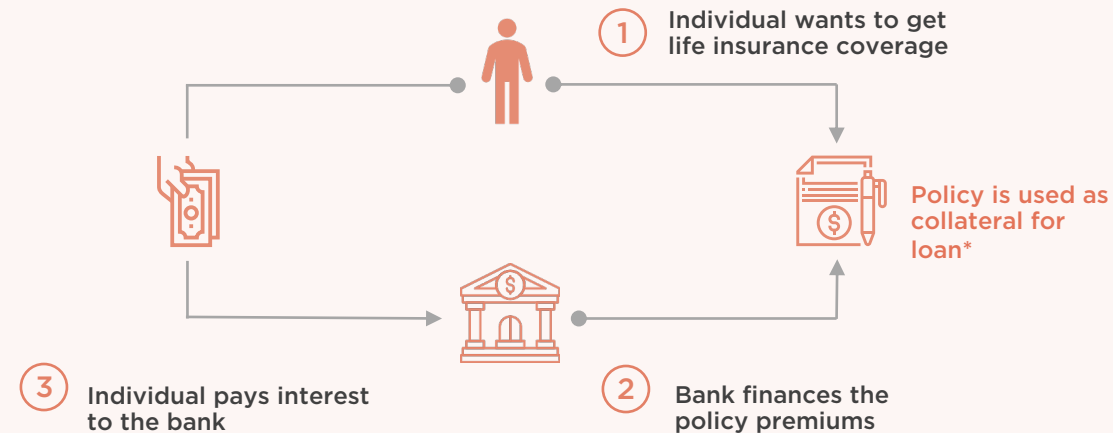 1
Individual wants to get
life insurance coverage
$
Policy is used as
collateral for
loan*
$
3
Individual pays interest
to the bank
2
Bank finances the
policy premiums